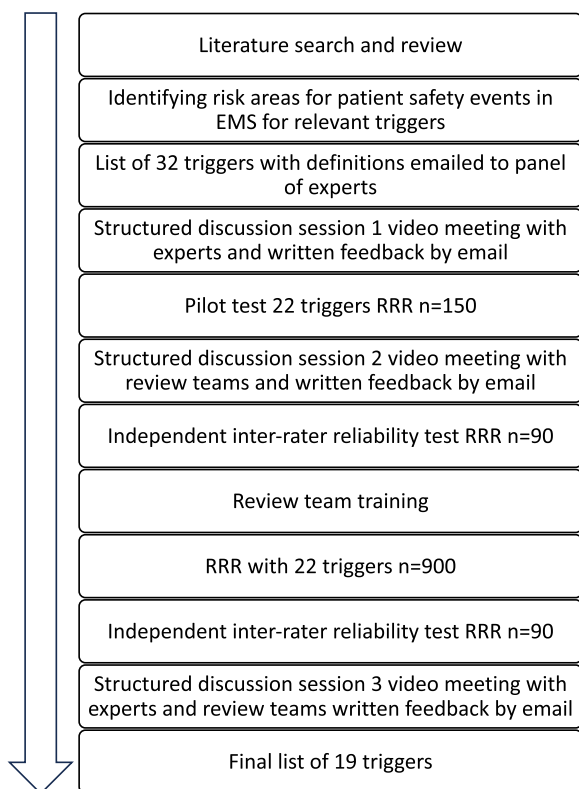 Literature search and review
Identifying risk areas for patient safety events in
EMS for relevant triggers
List of 32 triggers with definitions emailed to panel
of experts
Structured discussion session 1 video meeting with
experts and written feedback by email
Pilot test 22 triggers RRR n=150
Structured discussion session 2 video meeting with
review teams and written feedback by email
Independent inter-rater reliability test RRR n=90
Review team training
RRR with 22 triggers n=900
Independent inter-rater reliability test RRR n=90
Structured discussion session 3 video meeting with
experts and review teams written feedback by email
Final list of 19 triggers